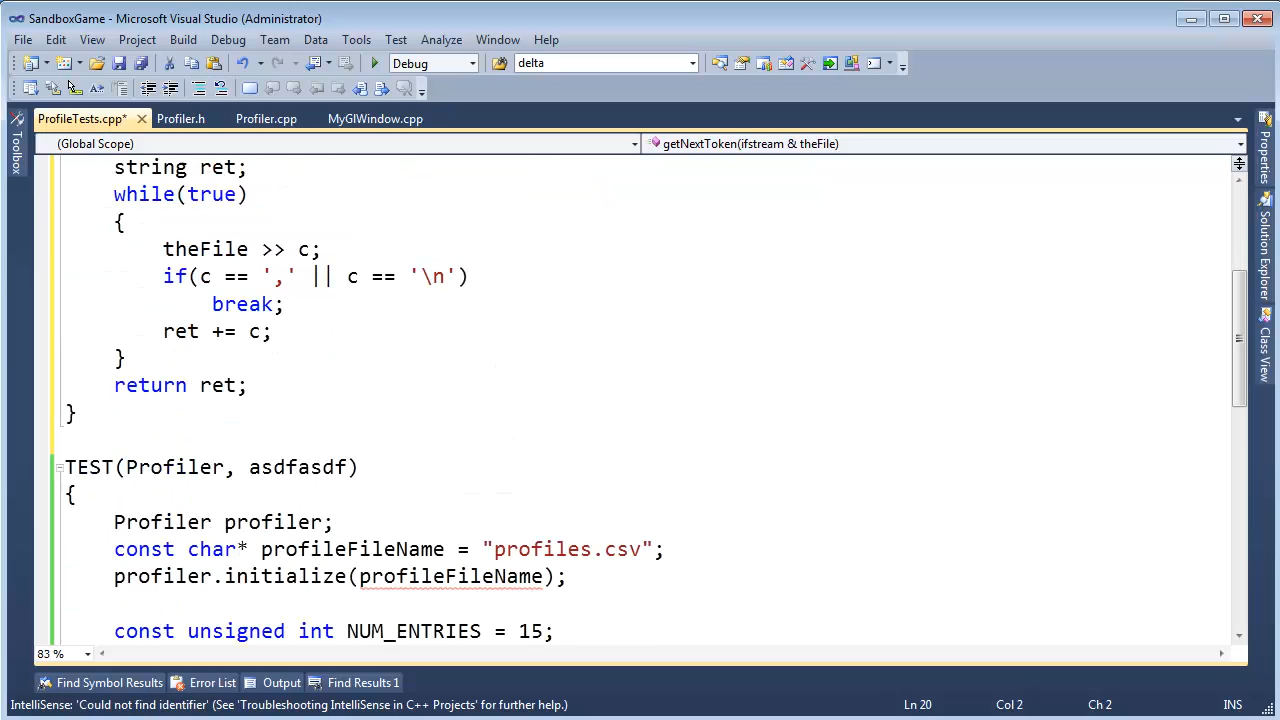 SandboxGame - Microsoft Visual Studio (Administrator)
File Edit View Project Build Debug Team Data Tools Test Analyze Window Help
Debug delta
ProfileTests.cpp* Profiler.h Profiler.cpp MyGlWindow.cpp
(Global Scope) getNextToken(ifstream & theFile)
Toolbox
Properties
Solution Explorer
Class View
string ret;
while(true)
{
theFile >> c;
if(c == ',' || c == '\n')
break;
ret += c;
}
return ret;
}
TEST(Profiler, asdfasdf)
{
Profiler profiler;
const char* profileFileName = "profiles.csv";
profiler.initialize(profileFileName);
const unsigned int NUM_ENTRIES = 15;
83 %
Find Symbol Results Error List Output Find Results 1
IntelliSense: 'Could not find identifier' (See 'Troubleshooting IntelliSense in C++ Projects' for further help.) Ln 20 Col 2 Ch 2 INS